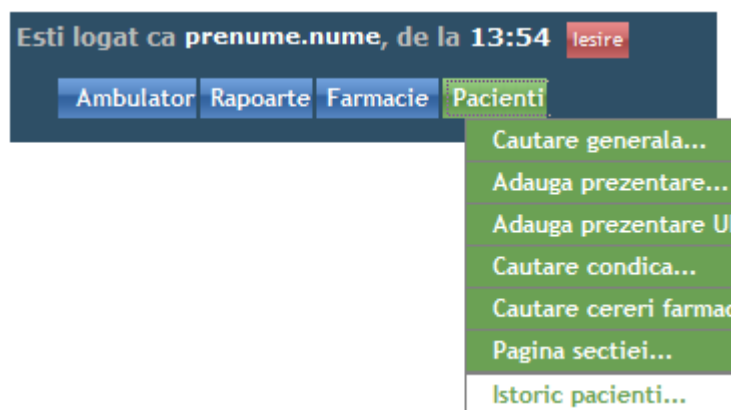 Esti logat ca prenume.nume, de la 13:54 Iesire
Ambulator Rapoarte Farmacie Pacienti
Cautare generala...
Adauga prezentare...
Adauga prezentare
Cautare condica...
Cautare cereri
Pagina sectiei...
Istoric pacienti...